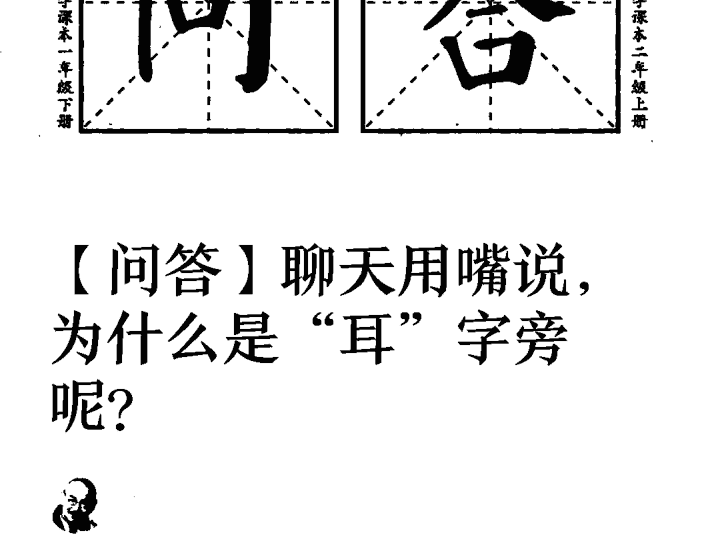 问 答
字课本一年级下册
字课本二年级上册
【问答】聊天用嘴说，
为什么是“耳”字旁
呢？